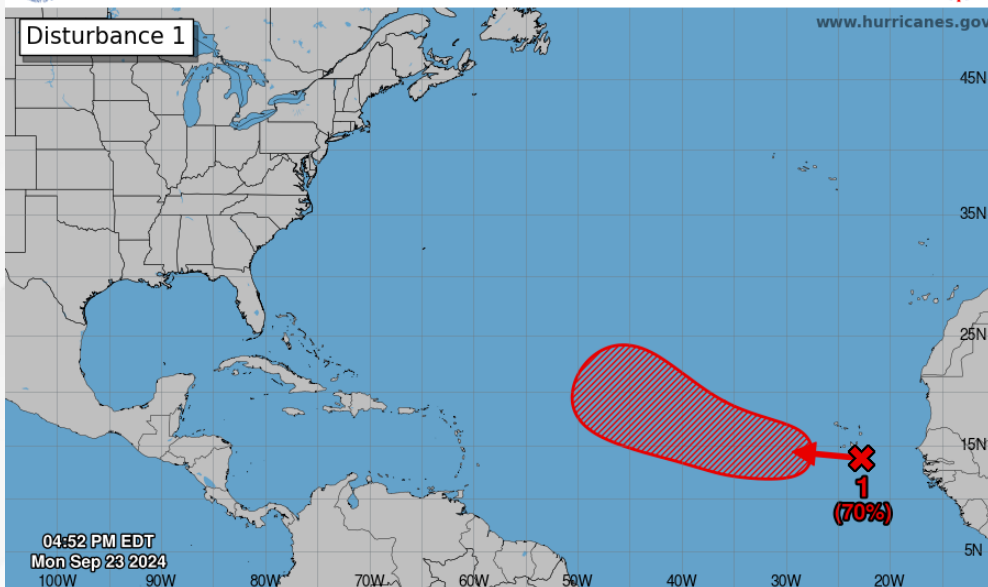 www.hurricanes.gov
Disturbance 1
45N
35N
25N
15N
1
(70%)
04:52 PM EDT
Mon Sep 23 2024
5N
100W 90W 80W 70W 60W 50W 40W 30W 20W